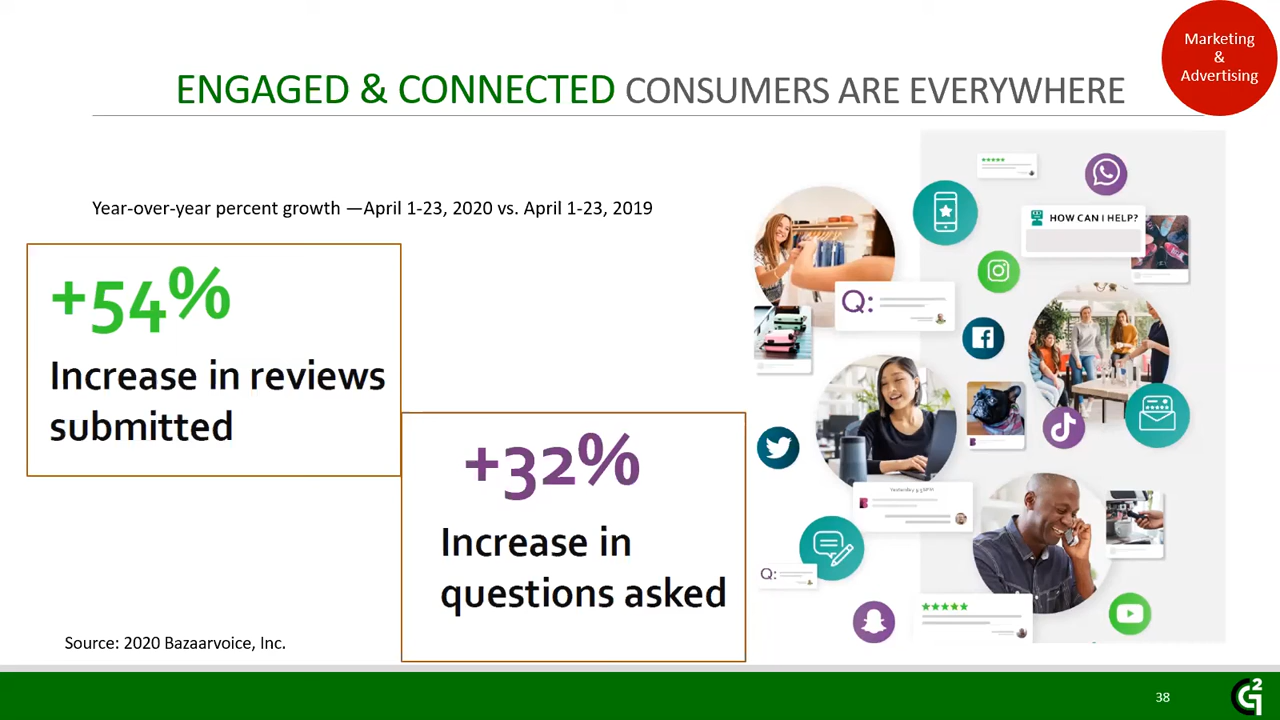 Marketing
&
Advertising
ENGAGED & CONNECTED CONSUMERS ARE EVERYWHERE
Year-over-year percent growth —April 1-23, 2020 vs. April 1-23, 2019
+54%
Increase in reviews
submitted
+32%
Increase in
questions asked
Source: 2020 Bazaarvoice, Inc.
HOW CAN I HELP?
Q:
Q:
38
G2